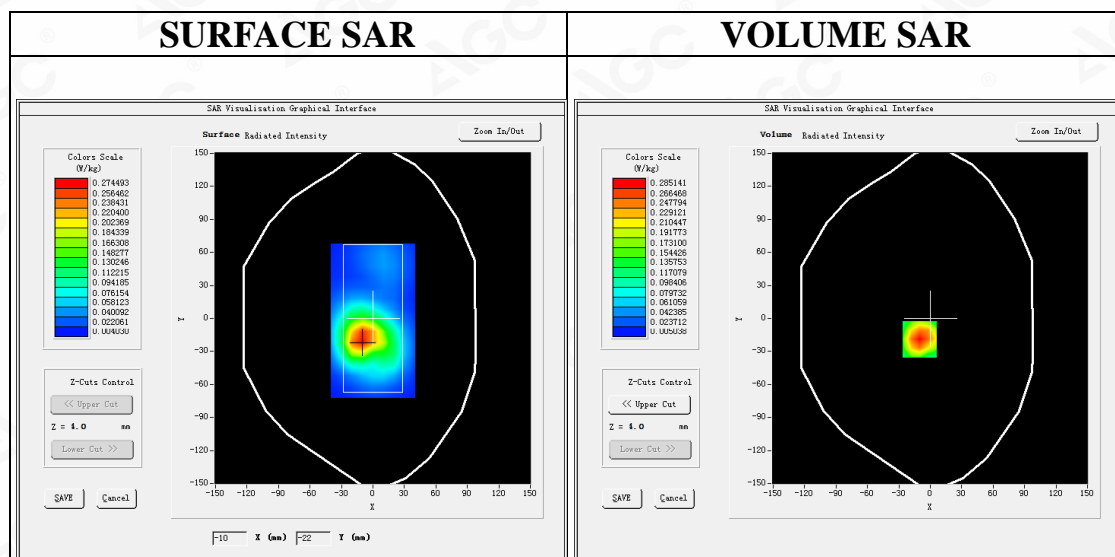 SURFACE SAR
VOLUME SAR
SAR Visualisation Graphical Interface
Surface Radiated Intensity
Zoom In/Out
Colors Scale
(W/kg)
0.274493
0.256462
0.238431
0.220400
0.202369
0.184339
0.166308
0.148277
0.130246
0.112215
0.094185
0.076154
0.058123
0.040092
0.022061
0.004030
150
120
90
60
30
0
-30
-60
-90
-120
-150
Y
-150 -120 -90 -60 -30 0 30 60 90 120 150
X
Z-Cuts Control
<< Upper Cut
Z = 4.0 mm
Lower Cut >>
SAVE Cancel
-10 X (mm) -22 Y (mm)
SAR Visualisation Graphical Interface
Volume Radiated Intensity
Zoom In/Out
Colors Scale
(W/kg)
0.285141
0.266468
0.247794
0.229121
0.210447
0.191773
0.173100
0.154426
0.135753
0.117079
0.098406
0.079732
0.061059
0.042385
0.023712
0.005038
150
120
90
60
30
0
-30
-60
-90
-120
-150
Y
-150 -120 -90 -60 -30 0 30 60 90 120 150
X
Z-Cuts Control
<< Upper Cut
Z = 4.0 mm
Lower Cut >>
SAVE Cancel